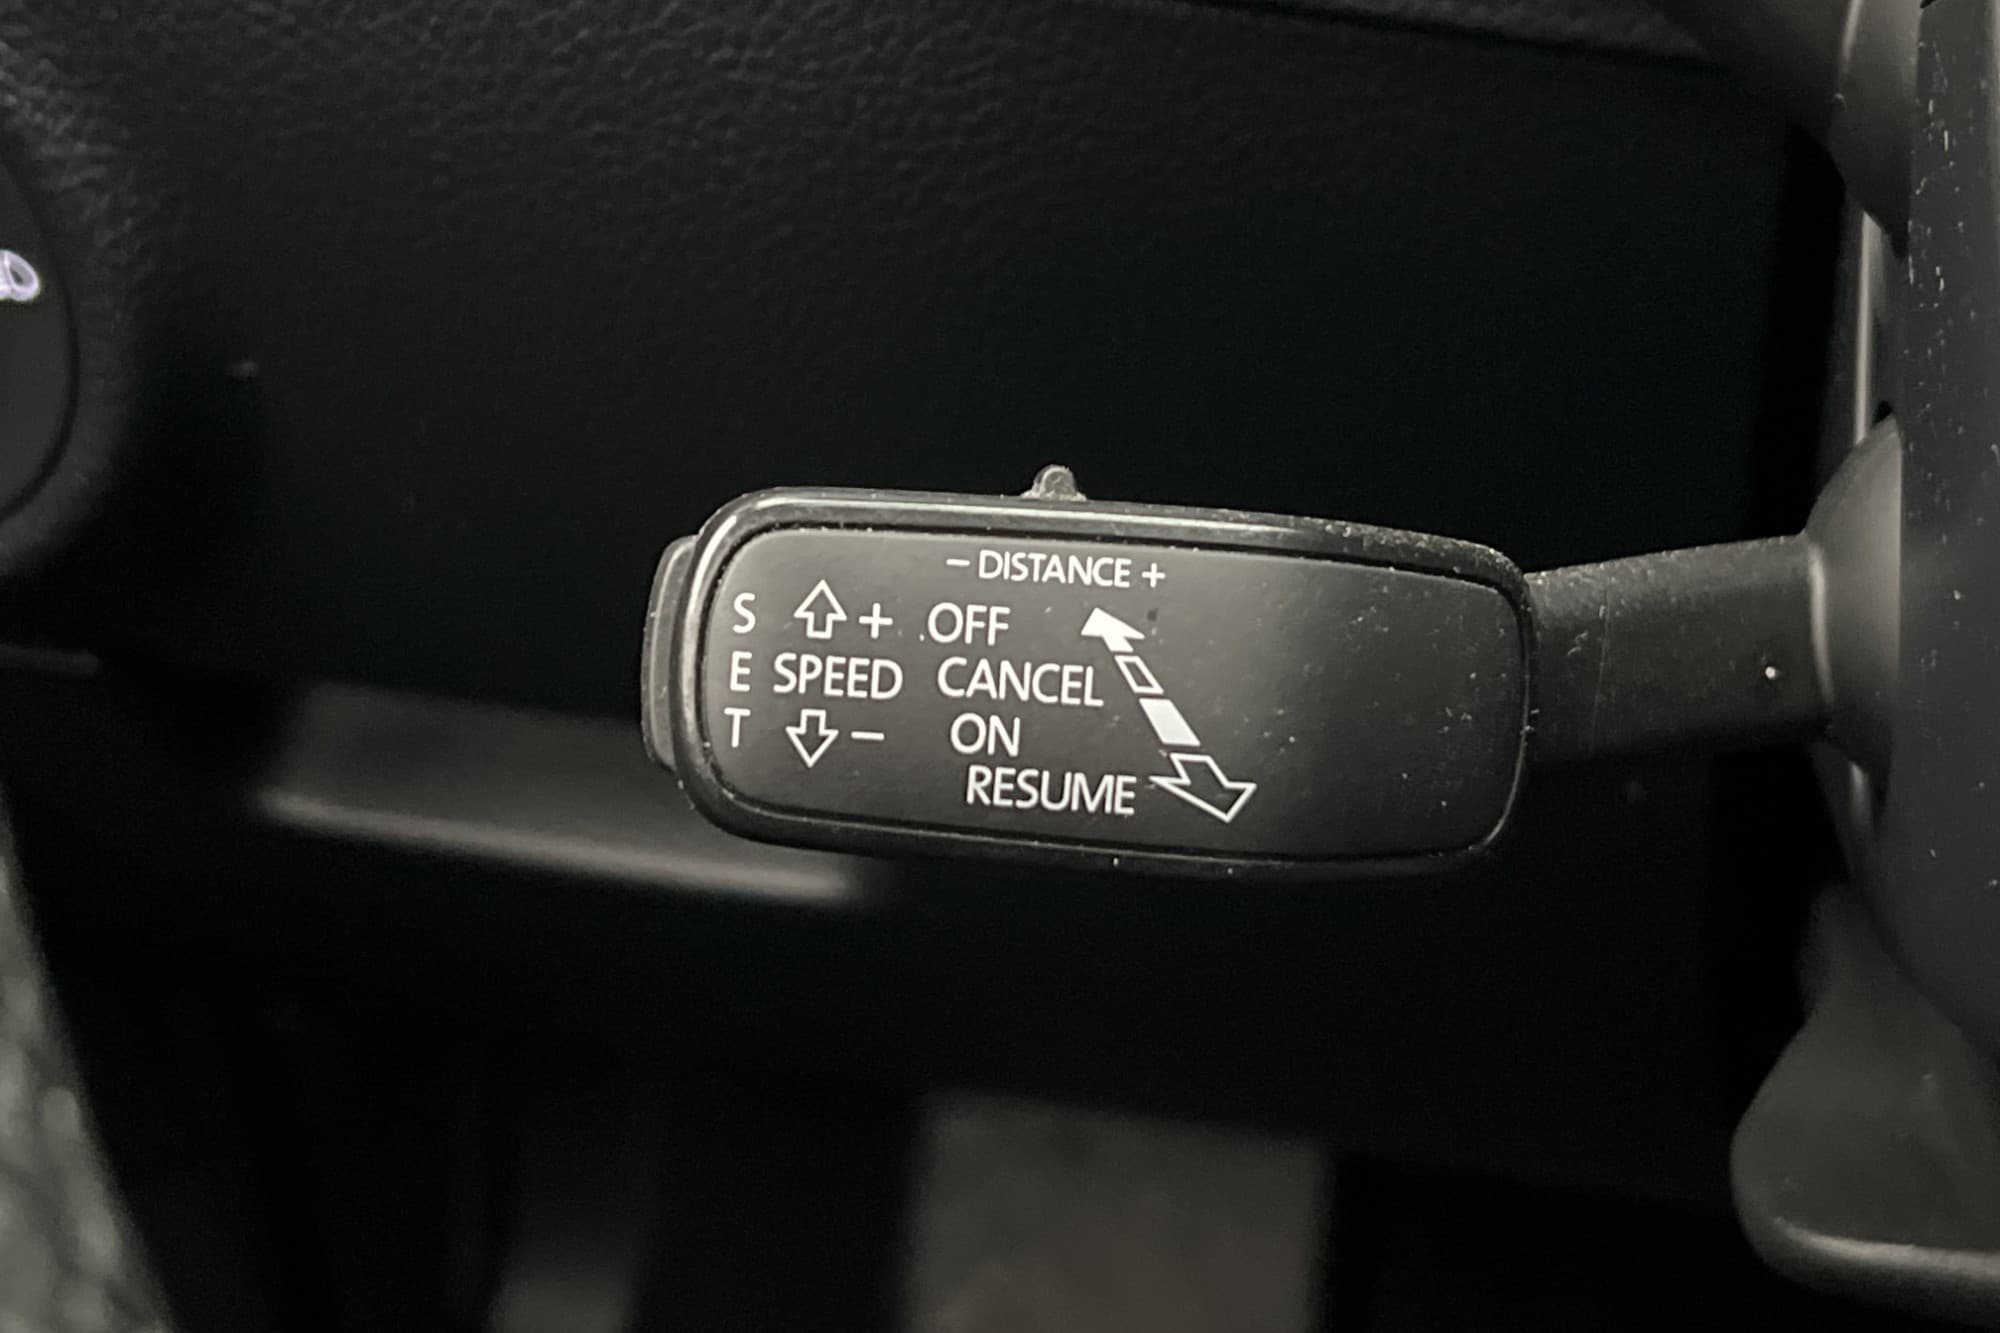 - DISTANCE +
S + OFF
E SPEED CANCEL
T - ON
RESUME